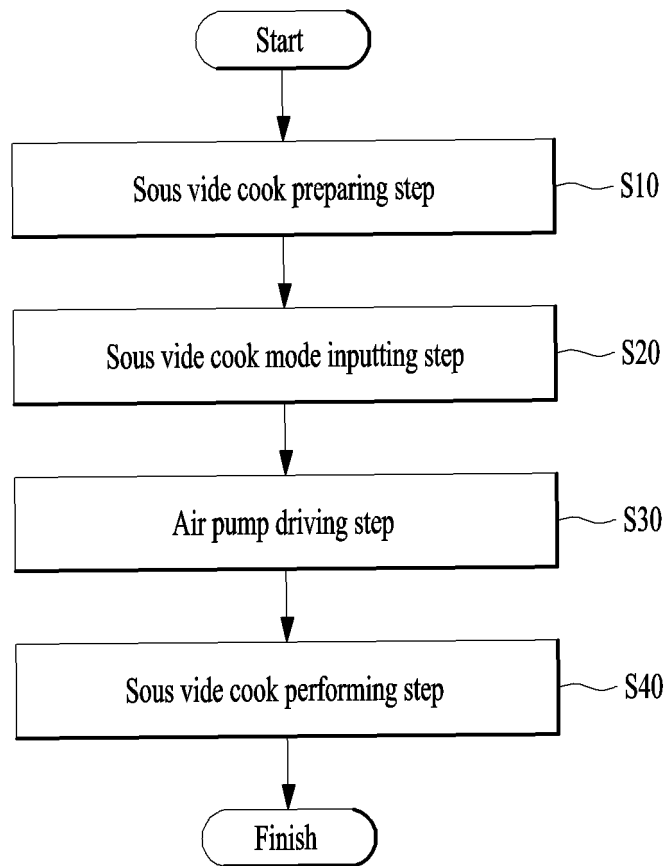 Start
Sous vide cook preparing step
S10
Sous vide cook mode inputting step
S20
Air pump driving step
S30
Sous vide cook performing step
S40
Finish